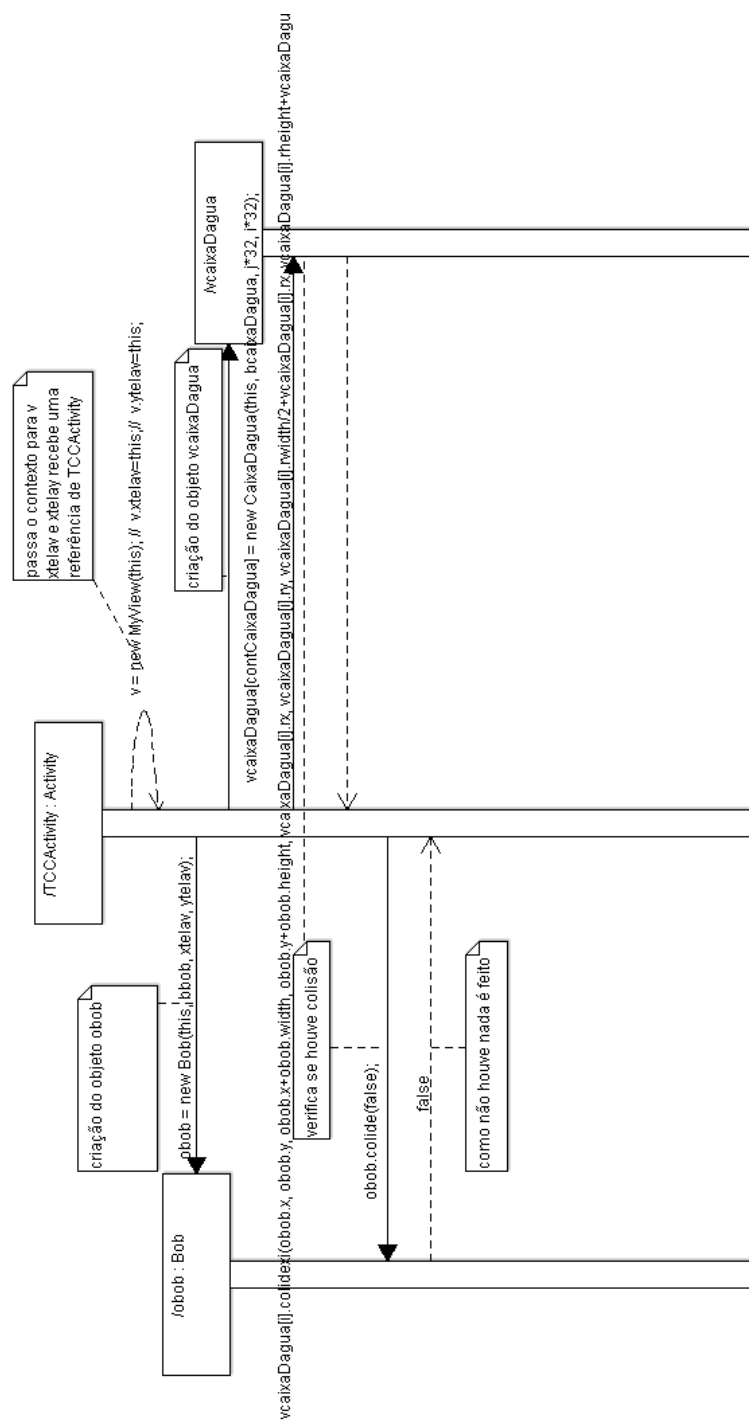 /TCCActivity : Activity
passa o contexto para v
xtelav e xtelay recebe uma
referência de TCCActivity
v = new MyView(this); // v.xtelav=this;// v.ytelav=this;
criação do objeto obob
/obob : Bob
obob = new Bob(this, bbob, xtelav, ytelav);
criação do objeto vcaixaDagua
/vcaixaDagua
vcaixaDagua[contCaixaDagua] = new CaixaDagua(this, bcaixaDagua, j*32, i*32);
vcaixaDagua[i].colidexi(obob.x, obob.y, obob.x+obob.width, obob.y+obob.height, vcaixaDagua[i].rx, vcaixaDagua[i].ry, vcaixaDagua[i].rwidth/2+vcaixaDagua[i].rx, vcaixaDagua[i].rheight+vcaixaDagu
verifica se houve colisão
obob.colide(false);
false
como não houve nada é feito